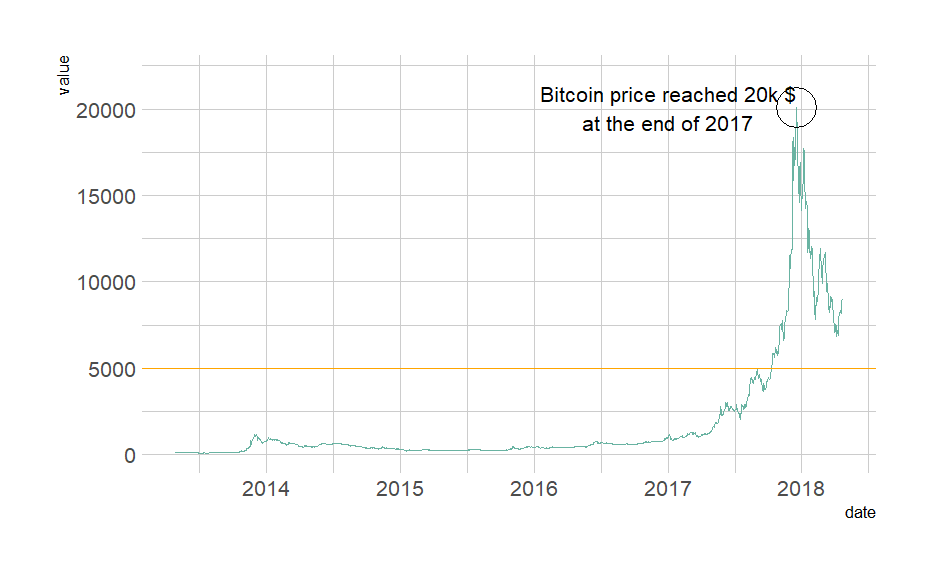 value
Bitcoin price reached 20k $
at the end of 2017
20000
15000
10000
5000
0
2014 2015 2016 2017 2018
date